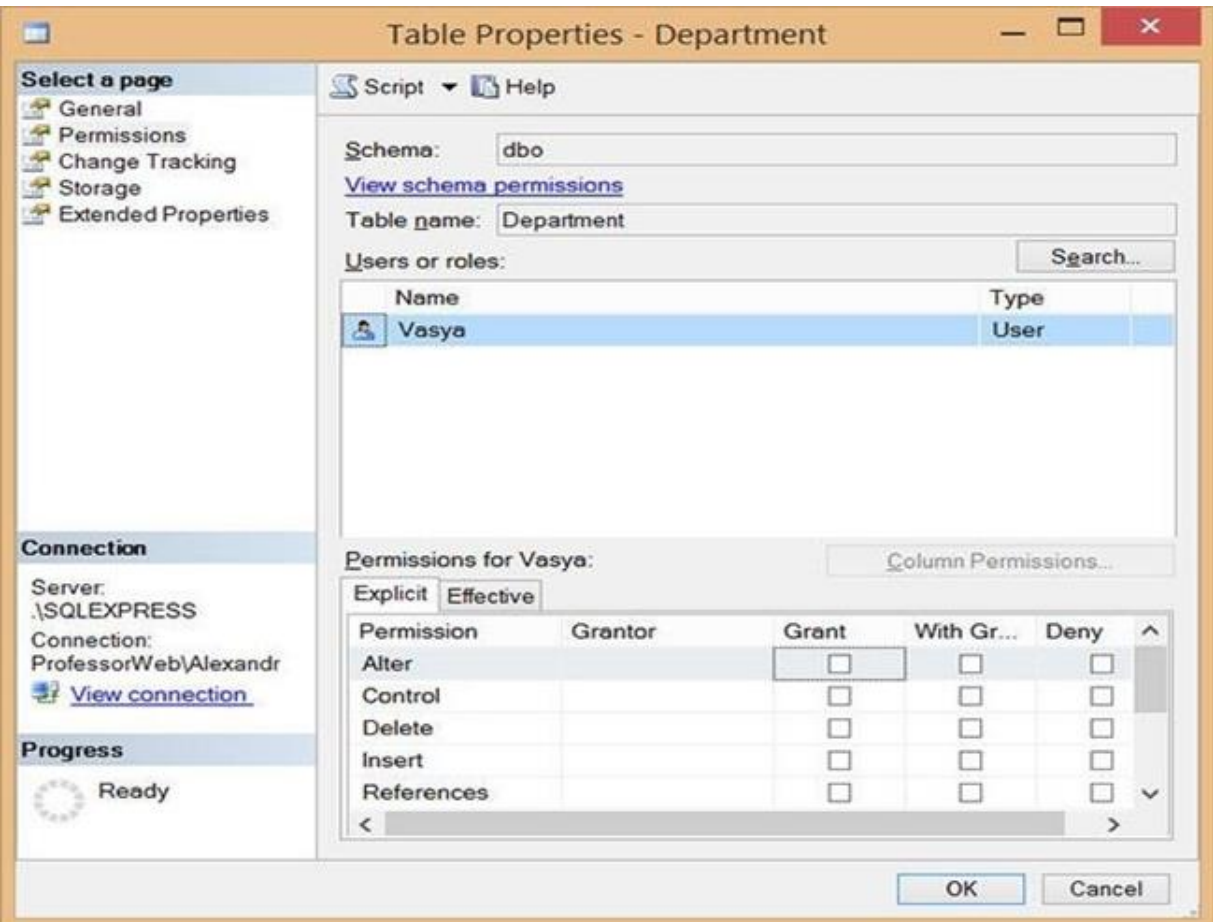 Table Properties - Department
Select a page
General
Permissions
Change Tracking
Storage
Extended Properties
Script
Help
Schema: dbo
View schema permissions
Table name: Department
Users or roles:
Search...
Name Type
Vasya User
Connection
Server:
.\SQLEXPRESS
Connection:
ProfessorWeb\Alexandr
View connection
Progress
Ready
Permissions for Vasya:
Column Permissions...
Explicit Effective
Permission Grantor Grant With Gr... Deny
Alter
Control
Delete
Insert
References
OK Cancel